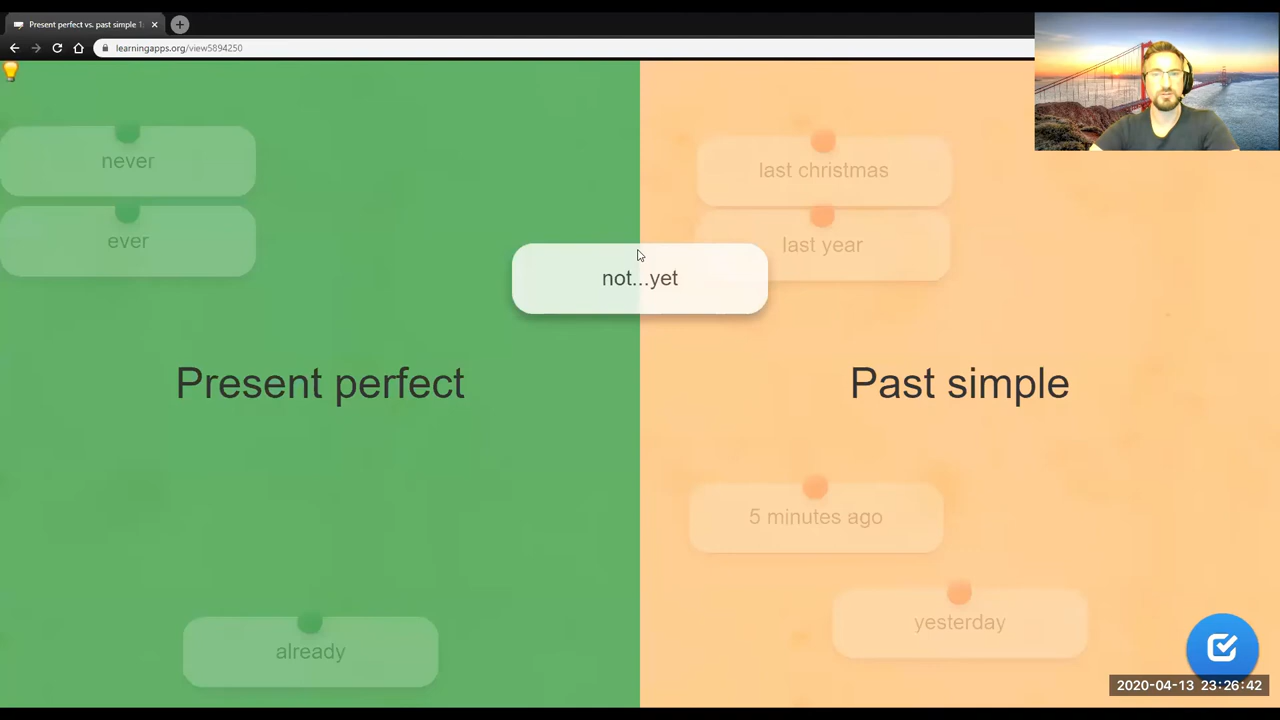 Present perfect vs. past simple 1
learningapps.org/view5894250
never
last christmas
ever
last year
not...yet
Present perfect
Past simple
5 minutes ago
yesterday
already
2020-04-13 23:26:42